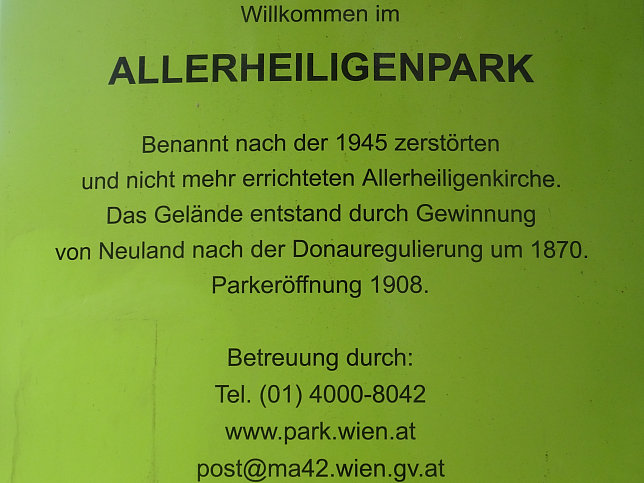 Willkommen im
ALLERHEILIGENPARK
Benannt nach der 1945 zerstörten
und nicht mehr errichteten Allerheiligenkirche.
Das Gelände entstand durch Gewinnung
von Neuland nach der Donauregulierung um 1870.
Parkeröffnung 1908.
Betreuung durch:
Tel. (01) 4000-8042
www.park.wien.at
post@ma42.wien.gv.at